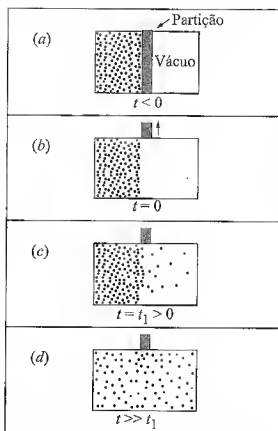 Partição
(a)
Vácuo
t < 0
(b)
t = 0
(c)
t = t₁ > 0
(d)
t >> t₁